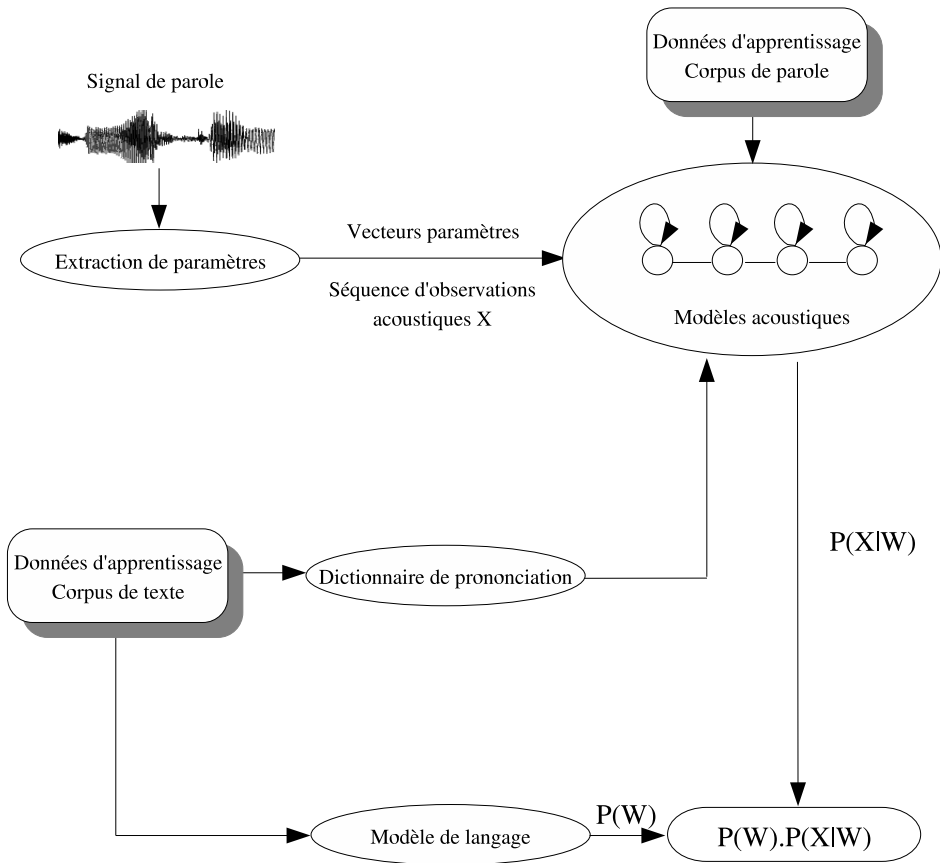 Données d'apprentissage
Corpus de parole
Signal de parole
Vecteurs paramètres
Extraction de paramètres
Séquence d'observations
acoustiques X
Modèles acoustiques
P(X|W)
Données d'apprentissage
Corpus de texte
Dictionnaire de prononciation
P(W)
Modèle de langage
P(W).P(X|W)